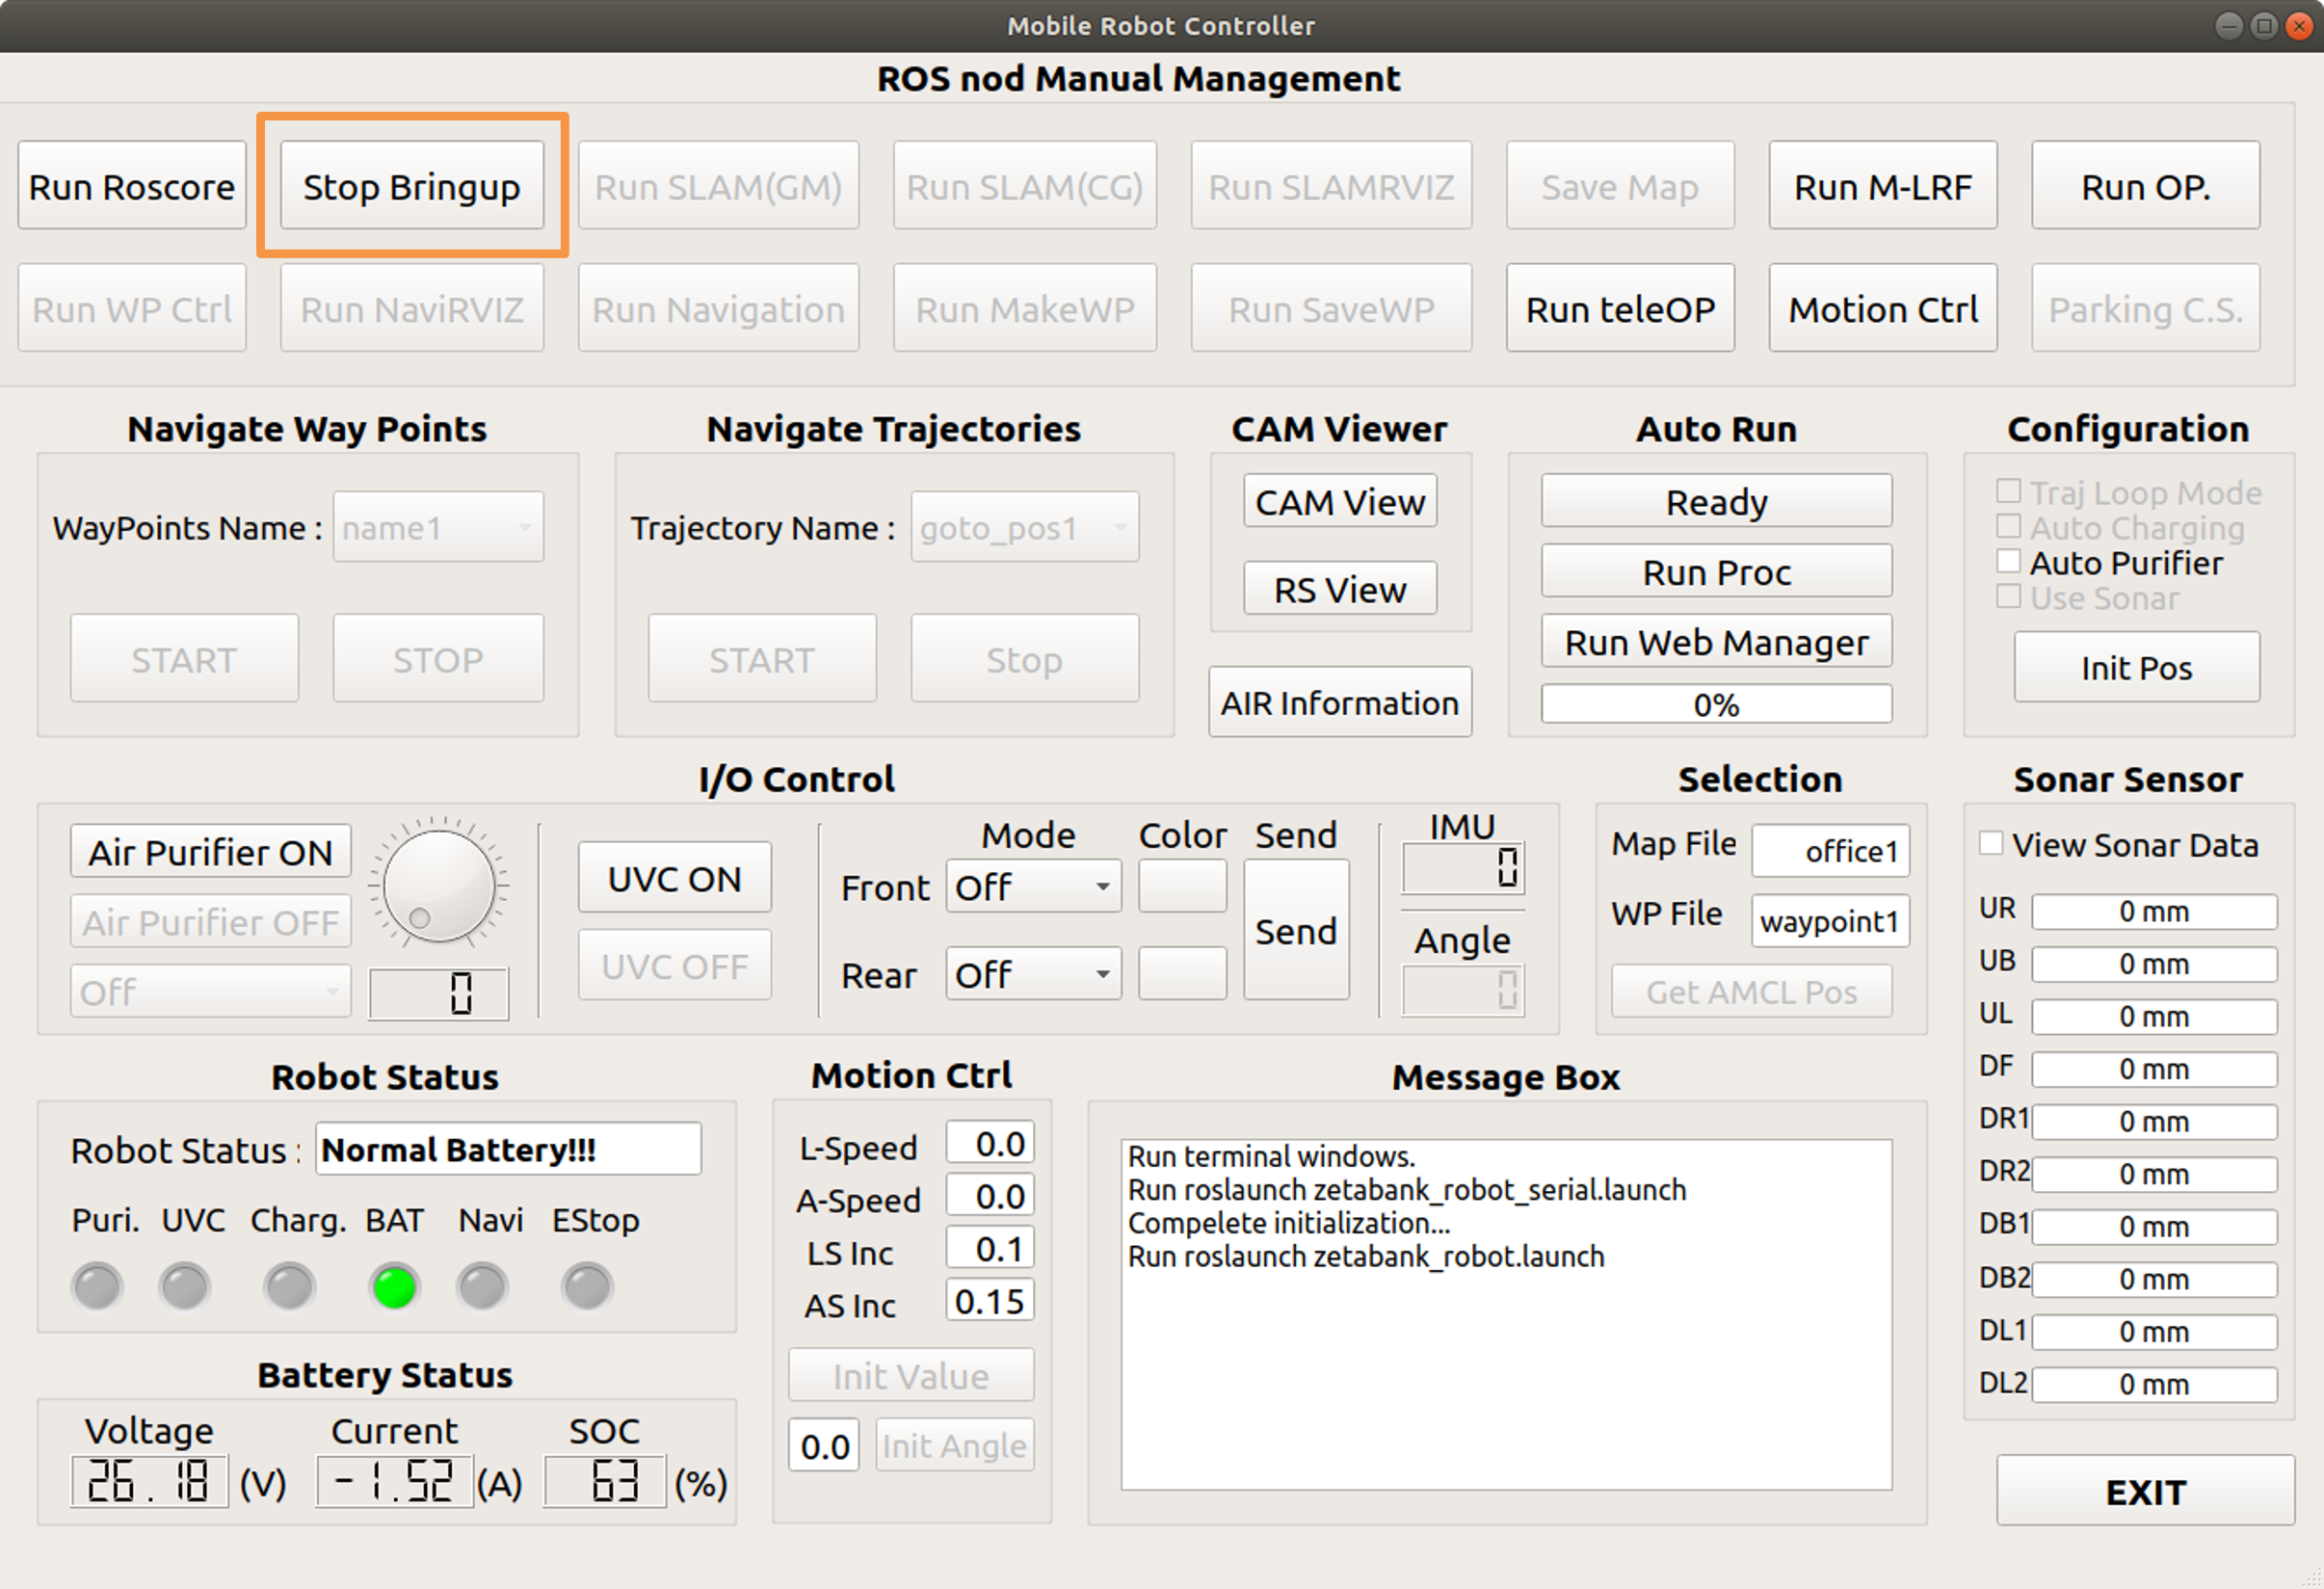 Mobile Robot Controller
ROS nod Manual Management
Run Roscore Stop Bringup Run SLAM(GM) Run SLAM(CG) Run SLAMRVIZ Save Map Run M-LRF Run OP.
Run WP Ctrl Run NaviRVIZ Run Navigation Run MakeWP Run SaveWP Run teleOP Motion Ctrl Parking C.S.
Navigate Way Points
WayPoints Name : name1
START STOP
Navigate Trajectories
Trajectory Name : goto_pos1
START Stop
CAM Viewer
CAM View
RS View
AIR Information
Auto Run
Ready
Run Proc
Run Web Manager
0%
Configuration
Traj Loop Mode
Auto Charging
Auto Purifier
Use Sonar
Init Pos
I/O Control
Air Purifier ON
Air Purifier OFF
Off 0
UVC ON
UVC OFF
Mode Color Send
Front Off
Send
Rear Off
IMU
0
Angle
0
Selection
Map File office1
WP File waypoint1
Get AMCL Pos
Sonar Sensor
View Sonar Data
UR 0 mm
UB 0 mm
UL 0 mm
DF 0 mm
DR1 0 mm
DR2 0 mm
DB1 0 mm
DB2 0 mm
DL1 0 mm
DL2 0 mm
Robot Status
Robot Status : Normal Battery!!!
Puri. UVC Charg. BAT Navi EStop
Battery Status
Voltage Current SOC
26.18 (V) -1.52 (A) 63 (%)
Motion Ctrl
L-Speed 0.0
A-Speed 0.0
LS Inc 0.1
AS Inc 0.15
Init Value
0.0 Init Angle
Message Box
Run terminal windows.
Run roslaunch zetabank_robot_serial.launch
Compelete initialization...
Run roslaunch zetabank_robot.launch
EXIT